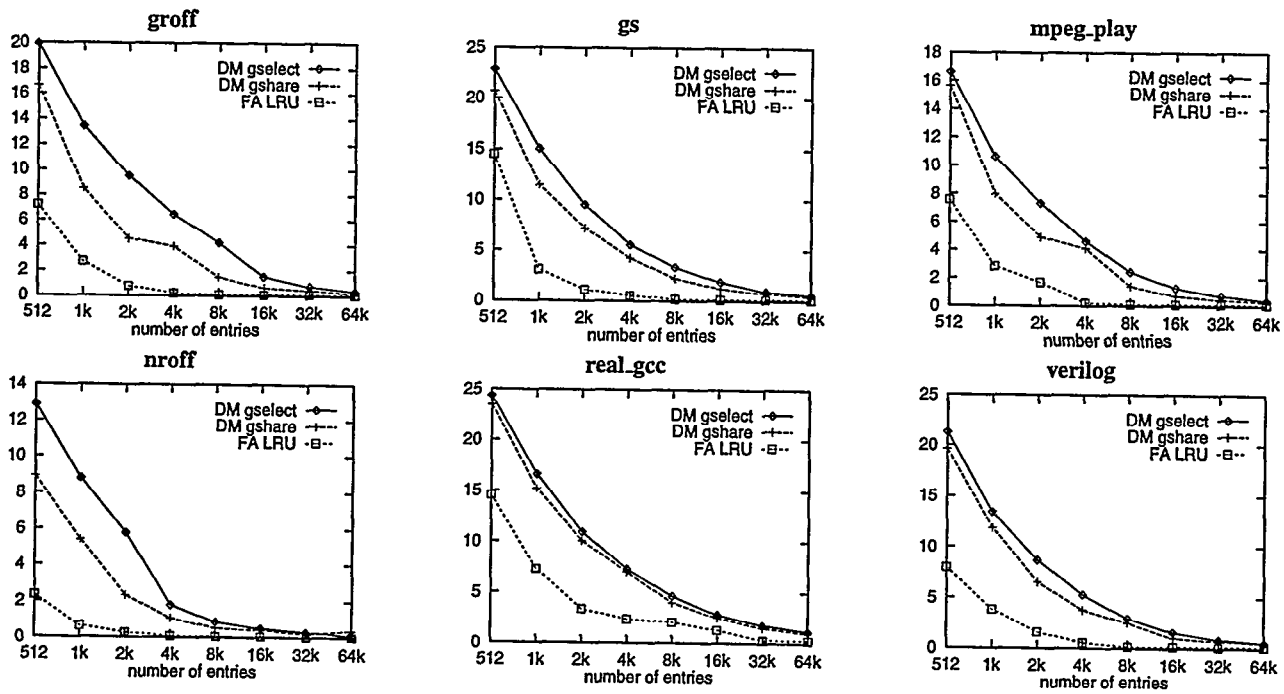 groff
20
18
16
14
12
10
8
6
4
2
0
DM gselect
DM gshare
FA LRU
512 1k 2k 4k 8k 16k 32k 64k
number of entries
gs
25
20
15
10
5
0
DM gselect
DM gshare
FA LRU
512 1k 2k 4k 8k 16k 32k 64k
number of entries
mpeg_play
18
16
14
12
10
8
6
4
2
0
DM gselect
DM gshare
FA LRU
512 1k 2k 4k 8k 16k 32k 64k
number of entries
nroff
14
12
10
8
6
4
2
0
DM gselect
DM gshare
FA LRU
512 1k 2k 4k 8k 16k 32k 64k
number of entries
real_gcc
25
20
15
10
5
0
DM gselect
DM gshare
FA LRU
512 1k 2k 4k 8k 16k 32k 64k
number of entries
verilog
25
20
15
10
5
0
DM gselect
DM gshare
FA LRU
512 1k 2k 4k 8k 16k 32k 64k
number of entries